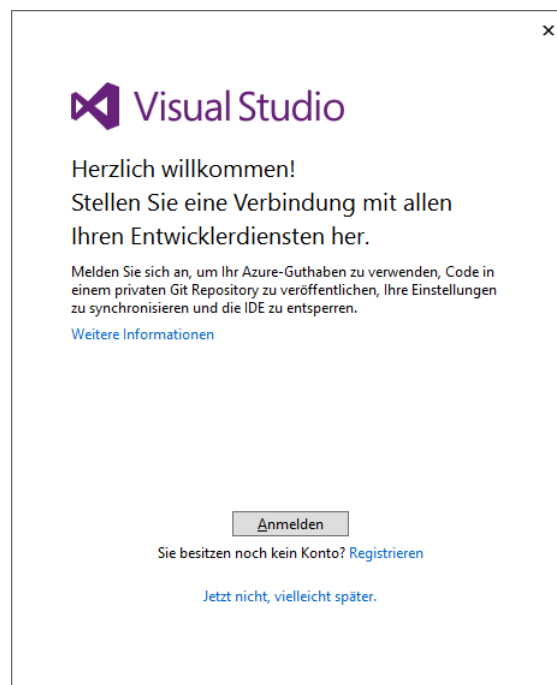 Visual Studio
Herzlich willkommen!
Stellen Sie eine Verbindung mit allen
Ihren Entwicklerdiensten her.
Melden Sie sich an, um Ihr Azure-Guthaben zu verwenden, Code in
einem privaten Git Repository zu veröffentlichen, Ihre Einstellungen
zu synchronisieren und die IDE zu entsperren.
Weitere Informationen
Anmelden
Sie besitzen noch kein Konto? Registrieren
Jetzt nicht, vielleicht später.